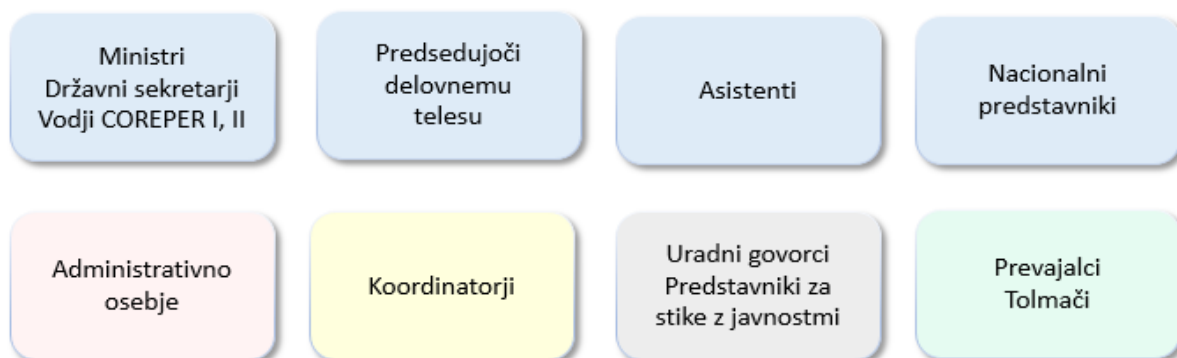 Ministri
Državni sekretarji
Vodji COREPER I, II
Predsedujoči
delovnemu
telesu
Asistenti
Nacionalni
predstavniki
Administrativno
osebje
Koordinatorji
Uradni govorci
Predstavniki za
stike z javnostmi
Prevajalci
Tolmači